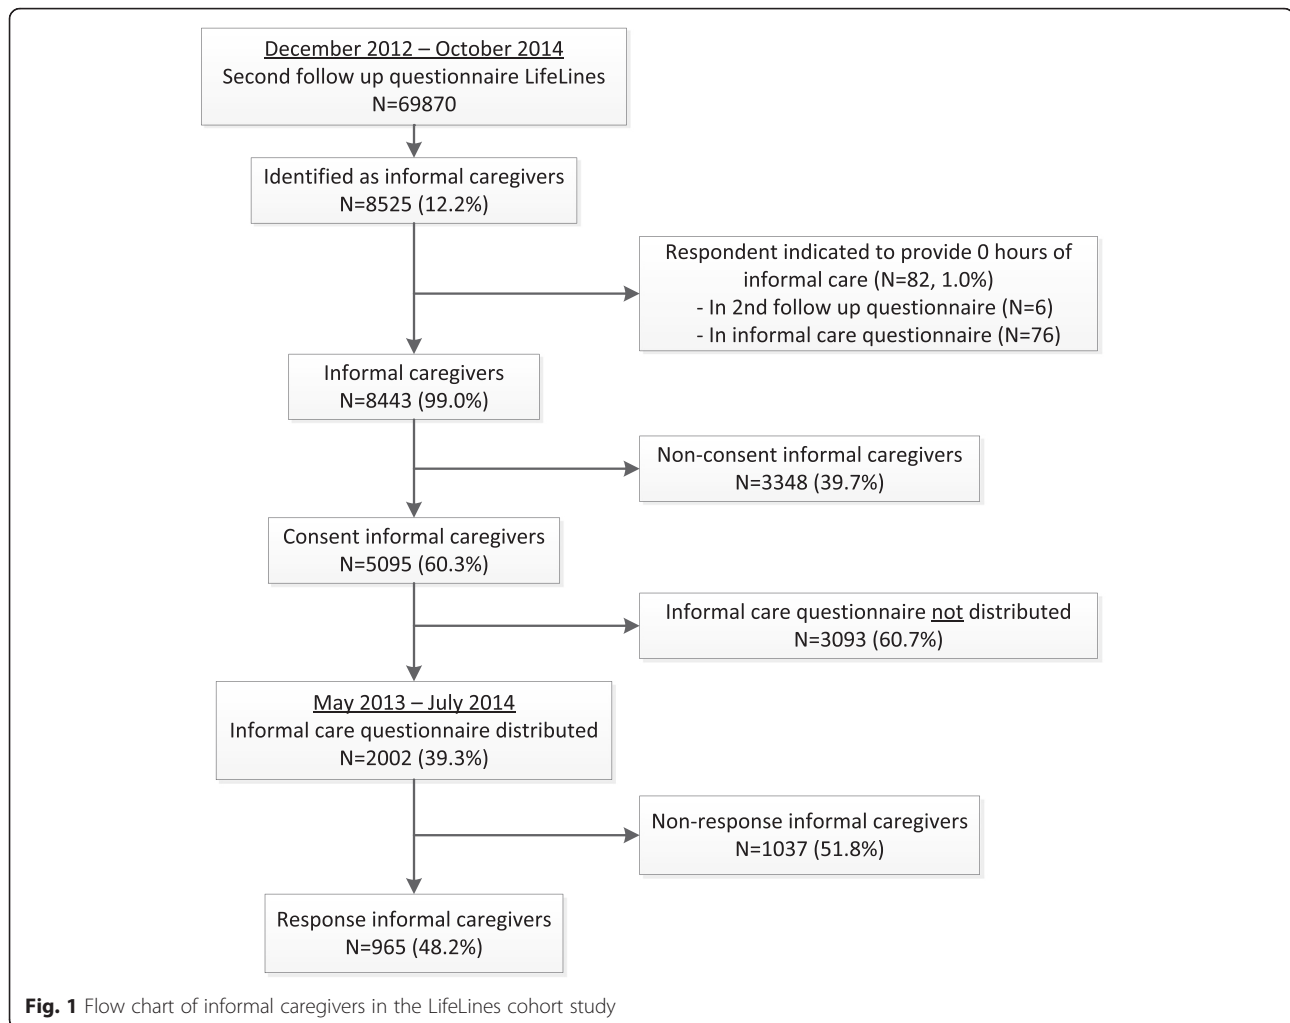 December 2012 – October 2014
Second follow up questionnaire LifeLines
N=69870
Identified as informal caregivers
N=8525 (12.2%)
Respondent indicated to provide 0 hours of
informal care (N=82, 1.0%)
- In 2nd follow up questionnaire (N=6)
- In informal care questionnaire (N=76)
Informal caregivers
N=8443 (99.0%)
Non-consent informal caregivers
N=3348 (39.7%)
Consent informal caregivers
N=5095 (60.3%)
Informal care questionnaire not distributed
N=3093 (60.7%)
May 2013 – July 2014
Informal care questionnaire distributed
N=2002 (39.3%)
Non-response informal caregivers
N=1037 (51.8%)
Response informal caregivers
N=965 (48.2%)
Fig. 1 Flow chart of informal caregivers in the LifeLines cohort study